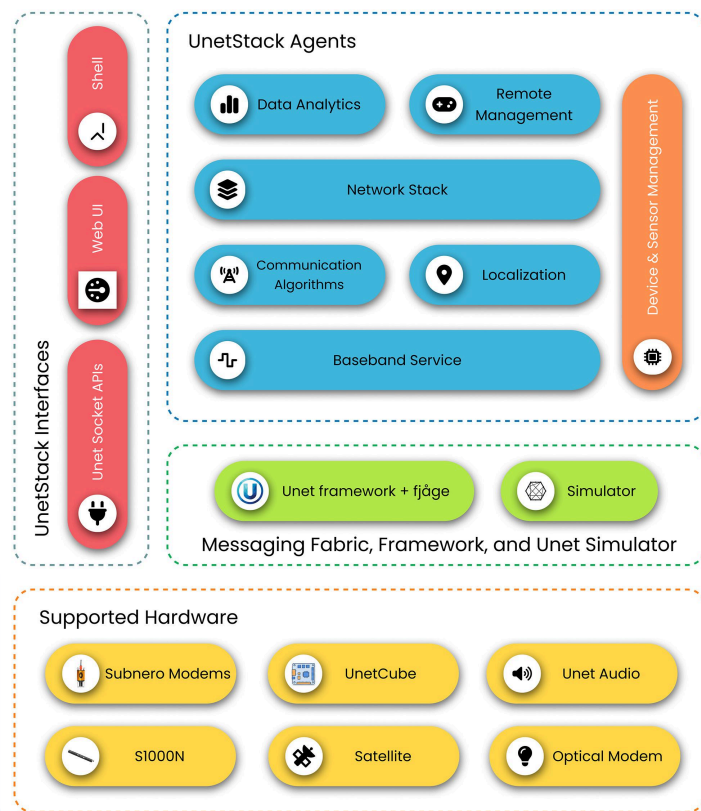 UnetStack Interfaces
Shell
Web UI
Unet Socket APIs
UnetStack Agents
Data Analytics
Remote
Management
Network Stack
Communication
Algorithms
Localization
Baseband Service
Device & Sensor Management
Unet framework + fjåge
Simulator
Messaging Fabric, Framework, and Unet Simulator
Supported Hardware
Subnero Modems
UnetCube
Unet Audio
S1000N
Satellite
Optical Modem